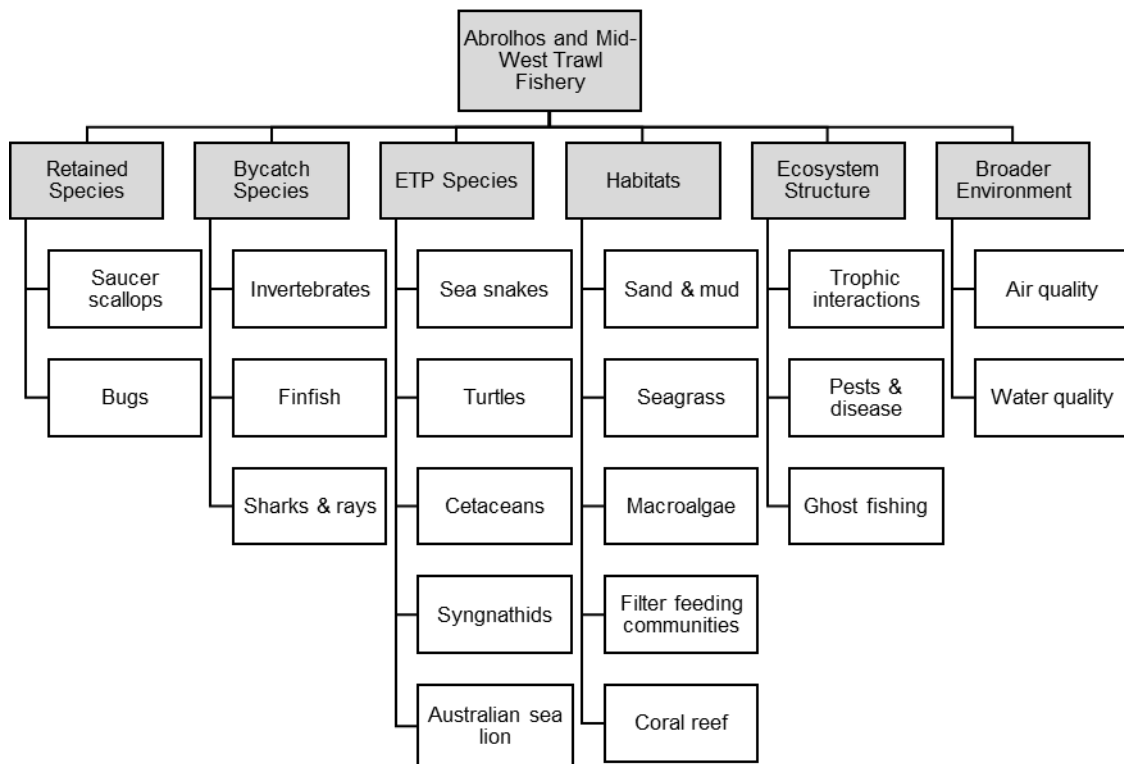 Abrolhos and Mid-
West Trawl
Fishery
Retained
Species
Bycatch
Species
ETP Species
Habitats
Ecosystem
Structure
Broader
Environment
Saucer
scallops
Bugs
Invertebrates
Finfish
Sharks & rays
Sea snakes
Turtles
Cetaceans
Syngnathids
Australian sea
lion
Sand & mud
Seagrass
Macroalgae
Filter feeding
communities
Coral reef
Trophic
interactions
Pests &
disease
Ghost fishing
Air quality
Water quality